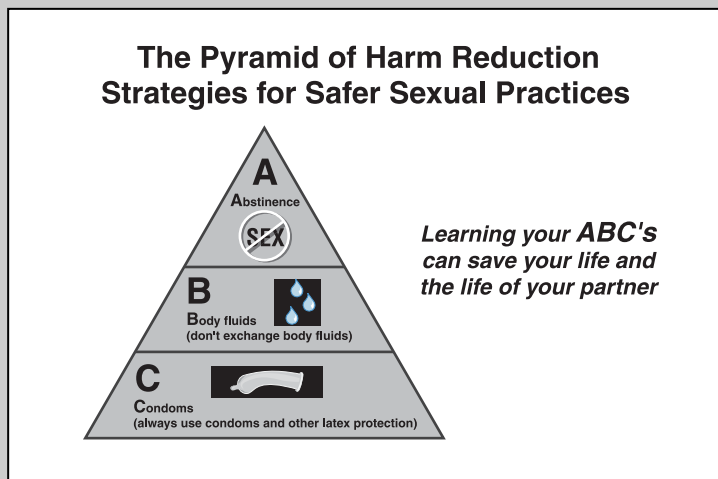 The Pyramid of Harm Reduction
Strategies for Safer Sexual Practices
A
Abstinence
SEX
B
Body fluids
(don't exchange body fluids)
C
Condoms
(always use condoms and other latex protection)
Learning your ABC's
can save your life and
the life of your partner